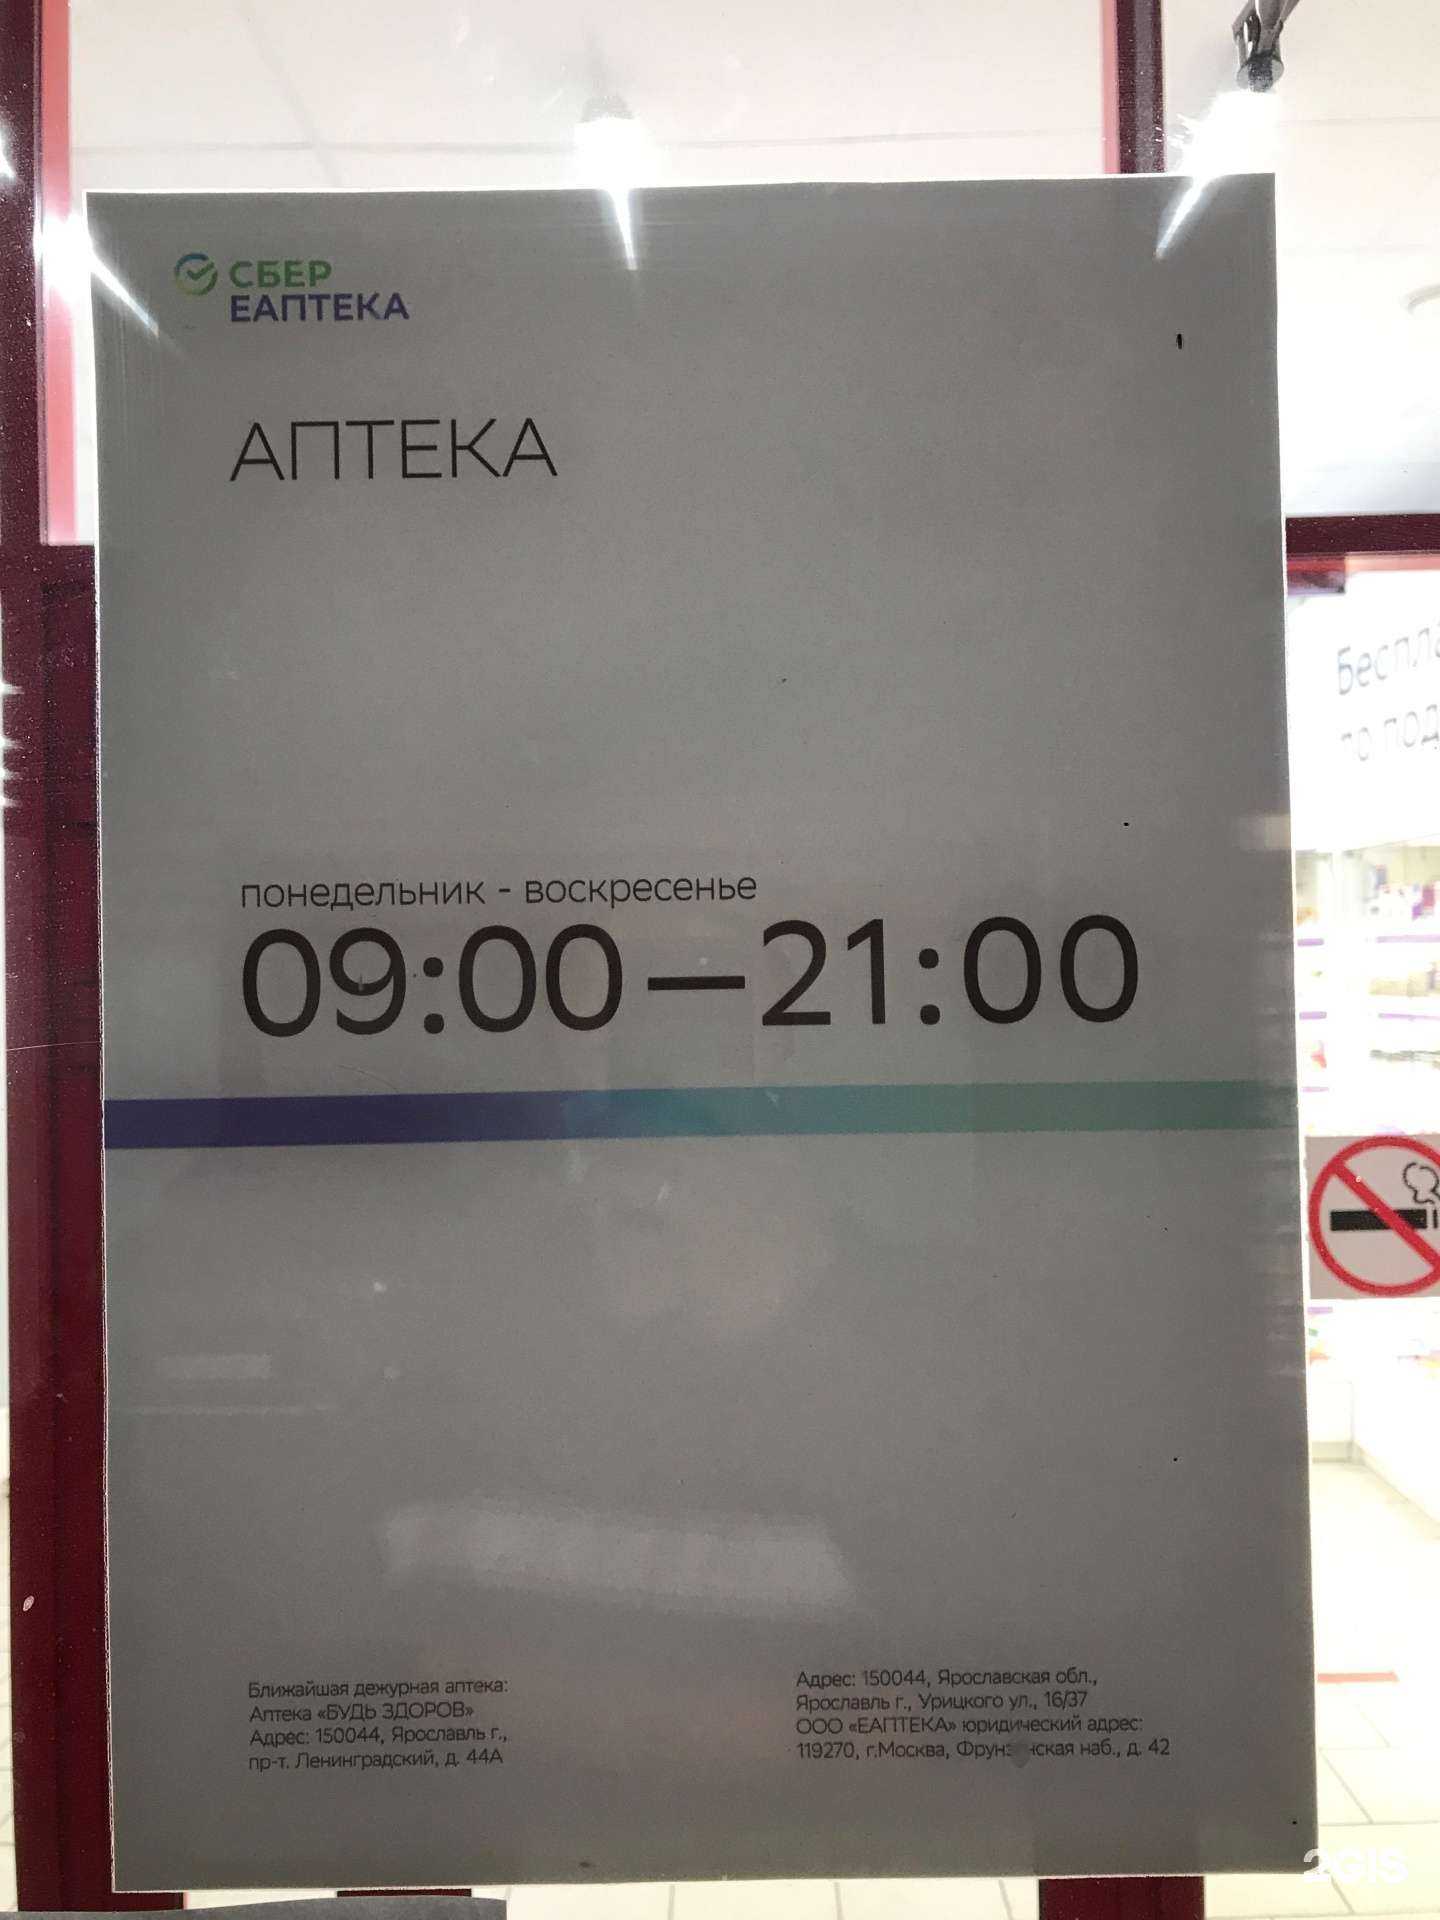 СБЕР
ЕАПТЕКА
АПТЕКА
понедельник - воскресенье
09:00—21:00
Ближайшая дежурная аптека:
Аптека «БУДЬ ЗДОРОВ»
Адрес: 150044, Ярославль г.,
пр-т. Ленинградский, д. 44А
Адрес: 150044, Ярославская обл.,
Ярославль г., Урицкого ул., 16/37
ООО «ЕАПТЕКА» юридический адрес:
119270, г.Москва, наб., д. 42
2GIS